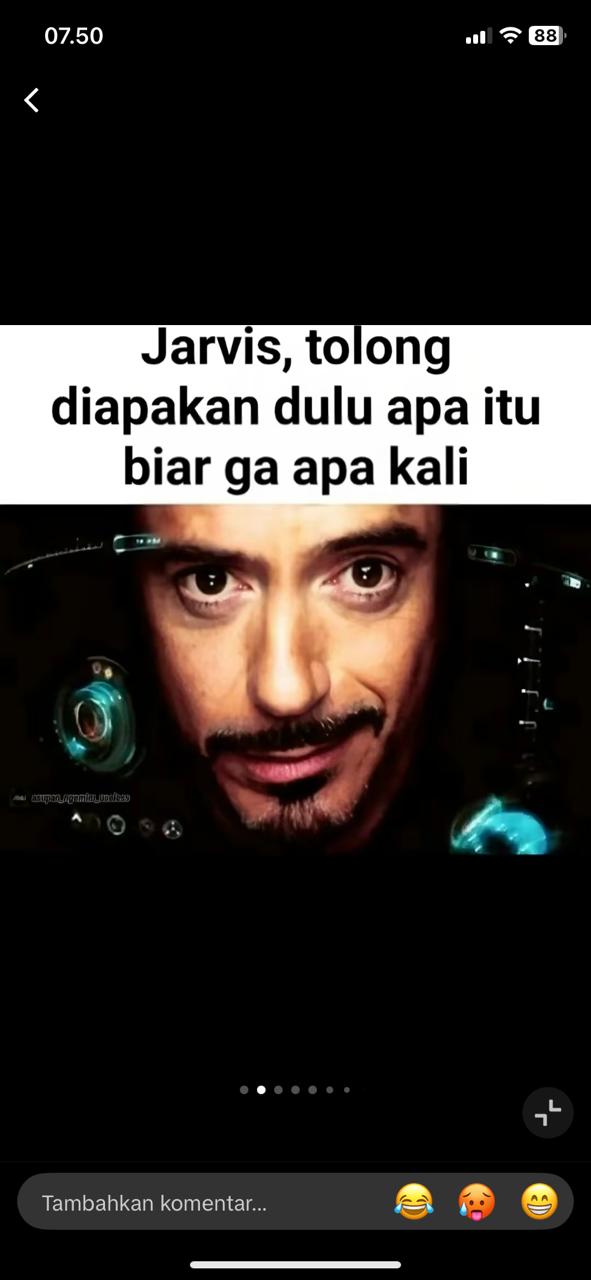 07.50
88
Jarvis, tolong
diapakan dulu apa itu
biar ga apa kali
Tambahkan komentar...